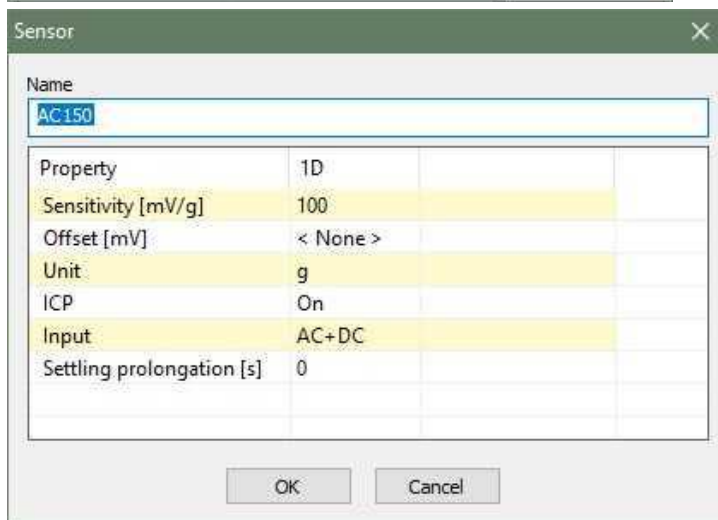 Sensor
Name
AC150
Property 1D
Sensitivity [mV/g] 100
Offset [mV] < None >
Unit g
ICP On
Input AC+DC
Settling prolongation [s] 0
OK Cancel